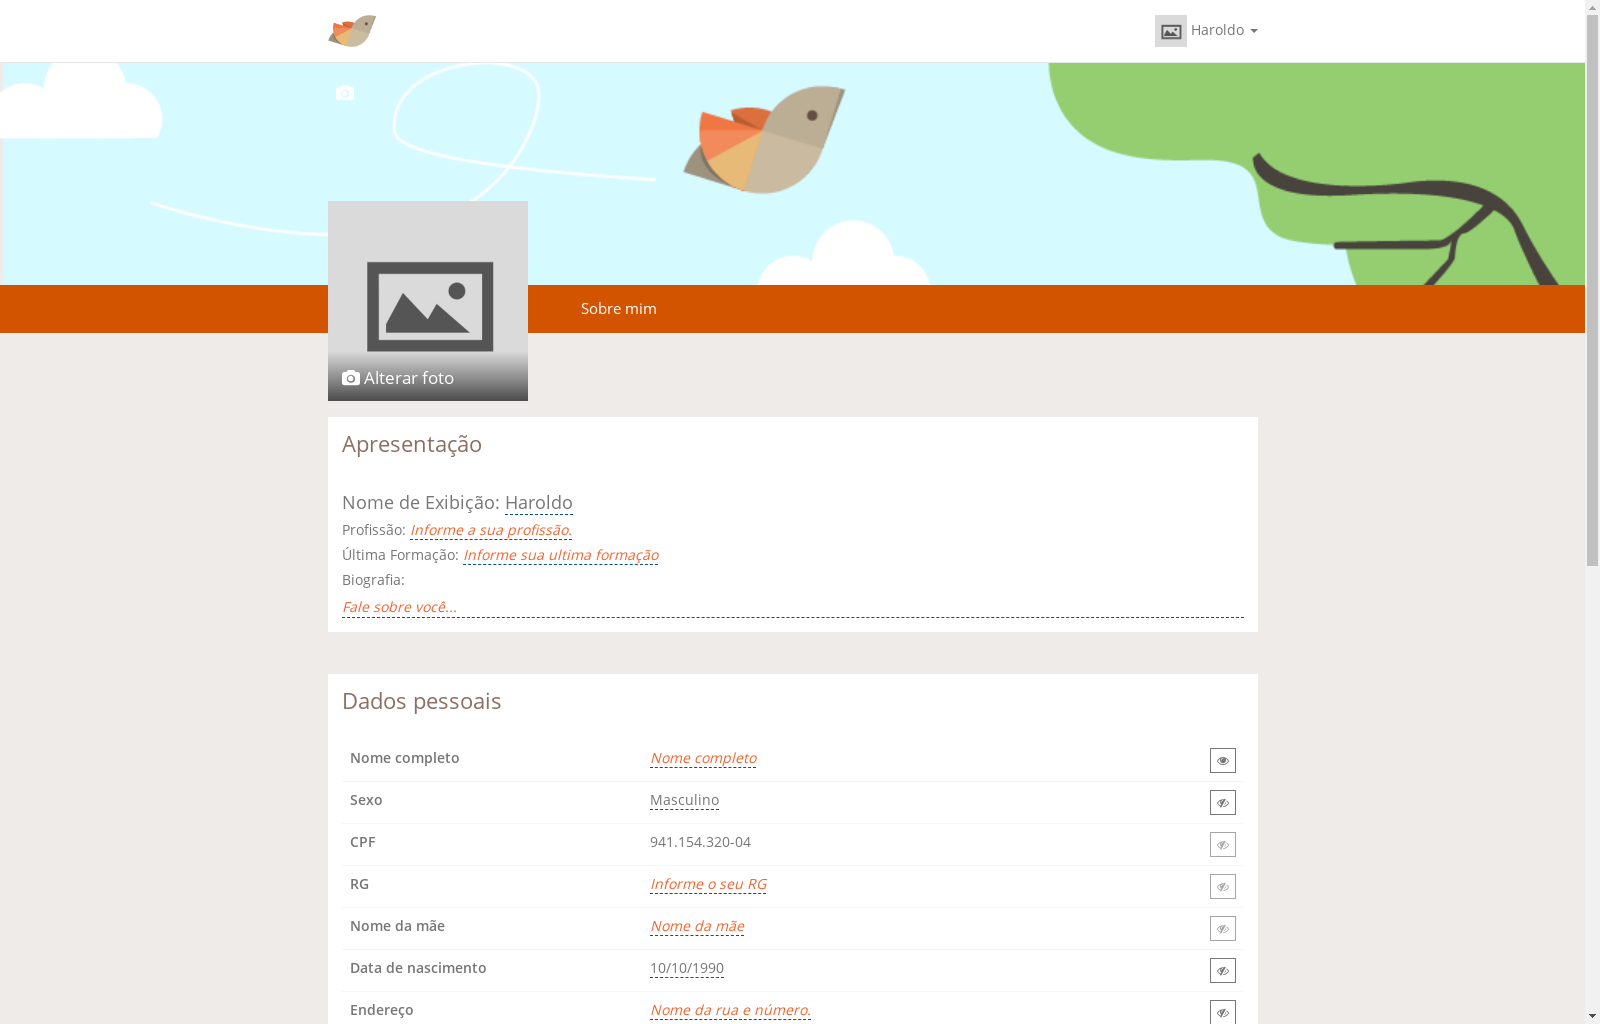 Haroldo
Sobre mim
Alterar foto
Apresentação
Nome de Exibição: Haroldo
Profissão: Informe a sua profissão.
Última Formação: Informe sua ultima formação
Biografia:
Fale sobre você...
Dados pessoais
Nome completo Nome completo
Sexo Masculino
CPF 941.154.320-04
RG Informe o seu RG
Nome da mãe Nome da mãe
Data de nascimento 10/10/1990
Endereço Nome da rua e número.